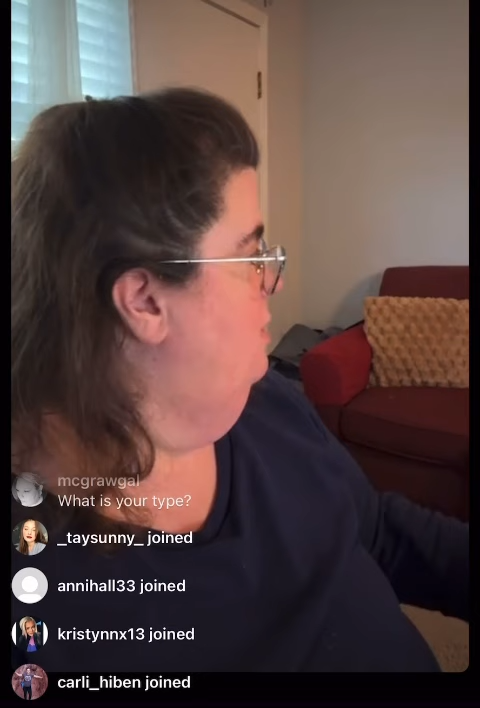 mcgrawgal
What is your type?
_taysunny_ joined
annihall33 joined
kristynnx13 joined
carli_hiben joined